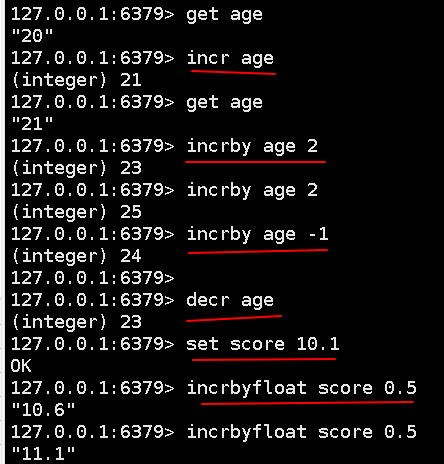 127.0.0.1:6379> get age
"20"
127.0.0.1:6379> incr age
(integer) 21
127.0.0.1:6379> get age
"21"
127.0.0.1:6379> incrby age 2
(integer) 23
127.0.0.1:6379> incrby age 2
(integer) 25
127.0.0.1:6379> incrby age -1
(integer) 24
127.0.0.1:6379>
127.0.0.1:6379> decr age
(integer) 23
127.0.0.1:6379> set score 10.1
OK
127.0.0.1:6379> incrbyfloat score 0.5
"10.6"
127.0.0.1:6379> incrbyfloat score 0.5
"11.1"